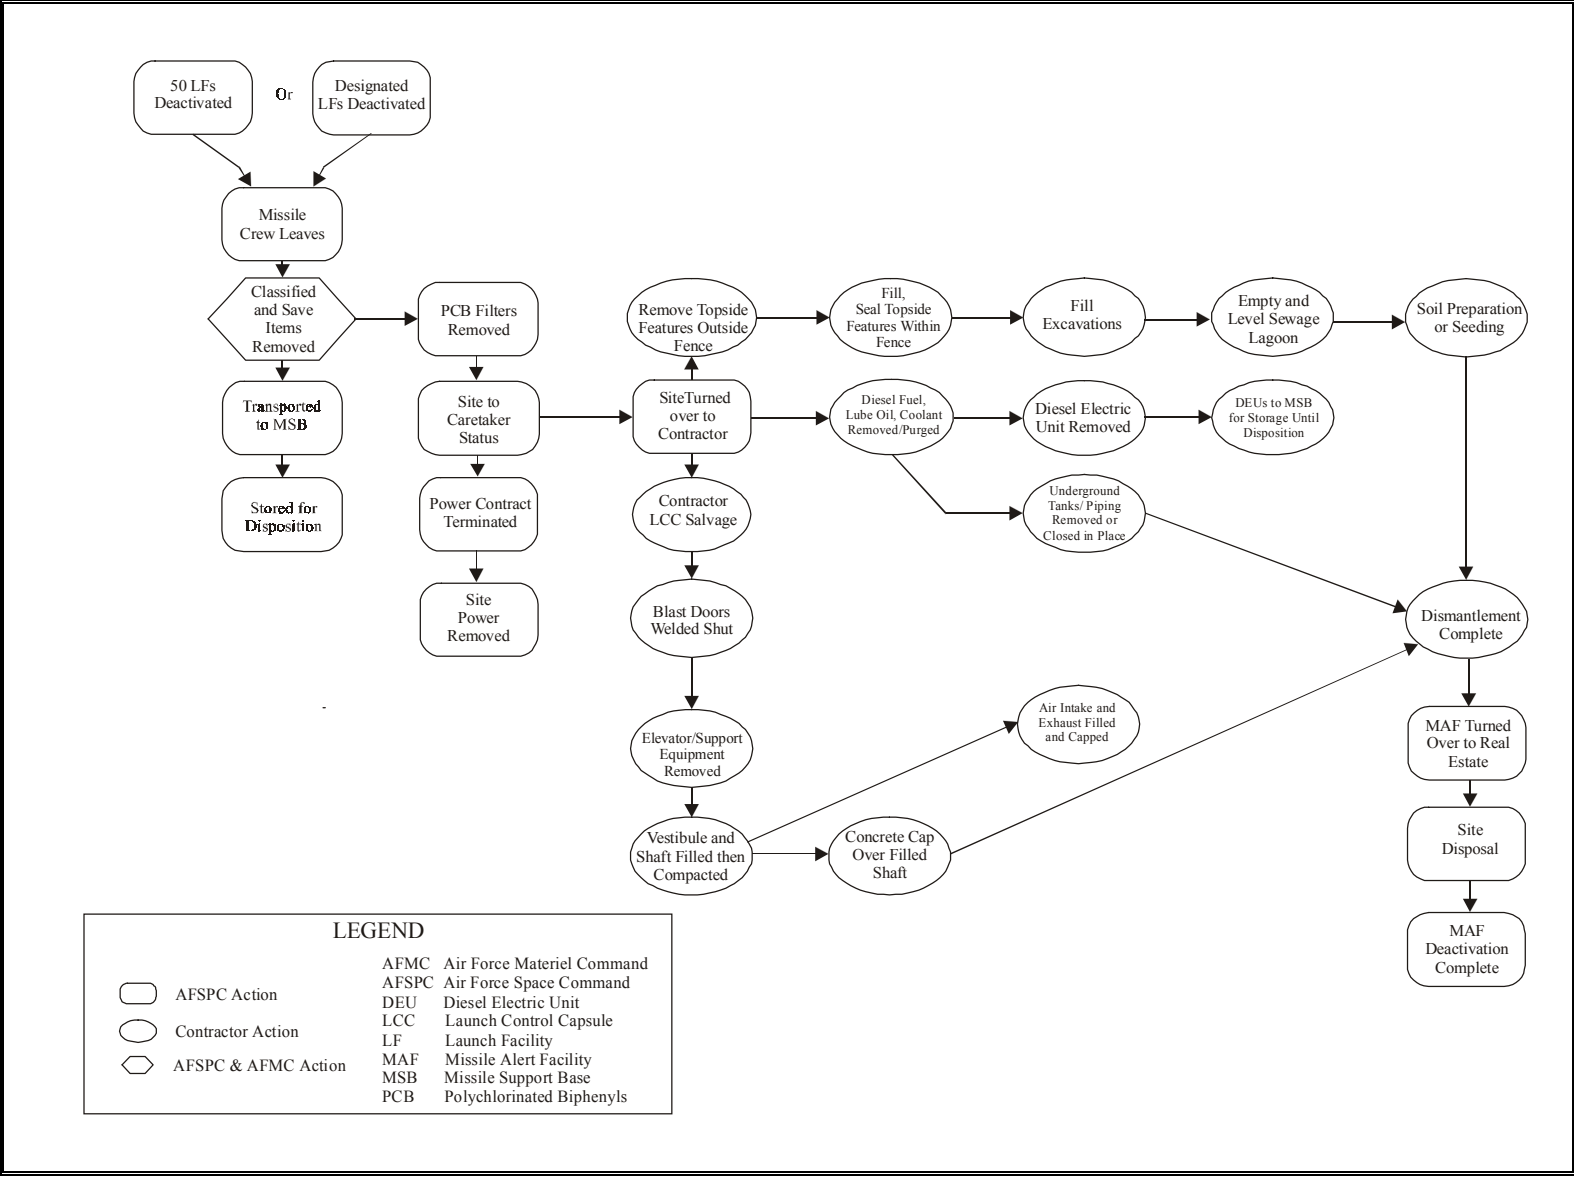 50 LFs
Deactivated
Or
Designated
LFs Deactivated
Missile
Crew Leaves
Classified
and Save
Items
Removed
PCB Filters
Removed
Remove Topside
Features Outside
Fence
Fill,
Seal Topside
Features Within
Fence
Fill
Excavations
Empty and
Level Sewage
Lagoon
Soil Preparation
or Seeding
Transported
to MSB
Site to
Caretaker
Status
SiteTurned
over to
Contractor
Diesel Fuel,
Lube Oil, Coolant
Removed/Purged
Diesel Electric
Unit Removed
DEUs to MSB
for Storage Until
Disposition
Stored for
Disposition
Power Contract
Terminated
Contractor
LCC Salvage
Underground
Tanks/ Piping
Removed or
Closed in Place
Site
Power
Removed
Blast Doors
Welded Shut
Dismantlement
Complete
Elevator/Support
Equipment
Removed
Air Intake and
Exhaust Filled
and Capped
MAF Turned
Over to Real
Estate
Vestibule and
Shaft Filled then
Compacted
Concrete Cap
Over Filled
Shaft
Site
Disposal
MAF
Deactivation
Complete
LEGEND
AFSPC Action
Contractor Action
AFSPC & AFMC Action
AFMC Air Force Materiel Command
AFSPC Air Force Space Command
DEU Diesel Electric Unit
LCC Launch Control Capsule
LF Launch Facility
MAF Missile Alert Facility
MSB Missile Support Base
PCB Polychlorinated Biphenyls